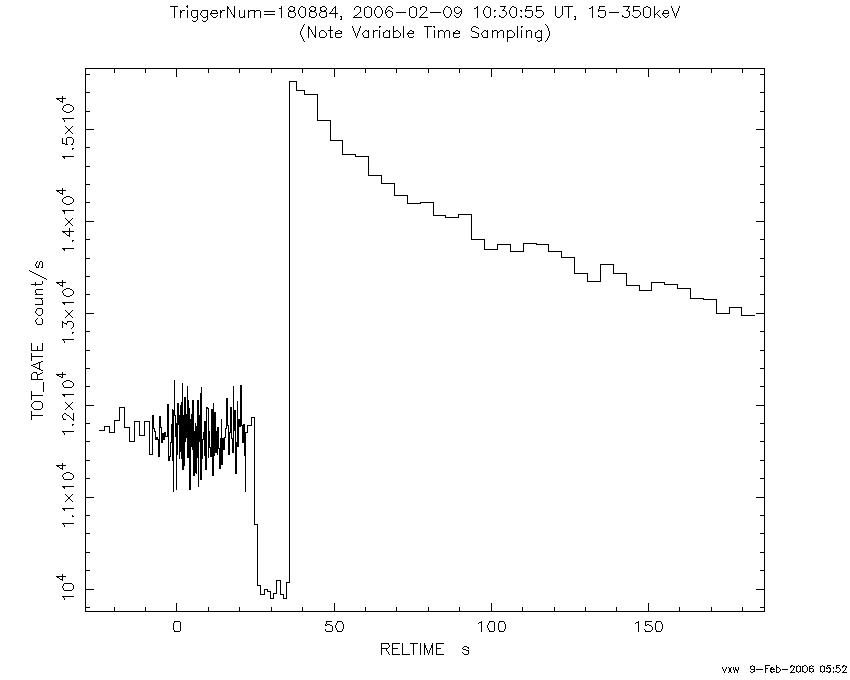 TriggerNum=180884, 2006-02-09 10:30:55 UT, 15-350keV
(Note Variable Time Sampling)
TOT_RATE count/s
1.5×10⁴
1.4×10⁴
1.3×10⁴
1.2×10⁴
1.1×10⁴
10⁴
0 50 100 150
RELTIME s
vxw 9-Feb-2006 05:52